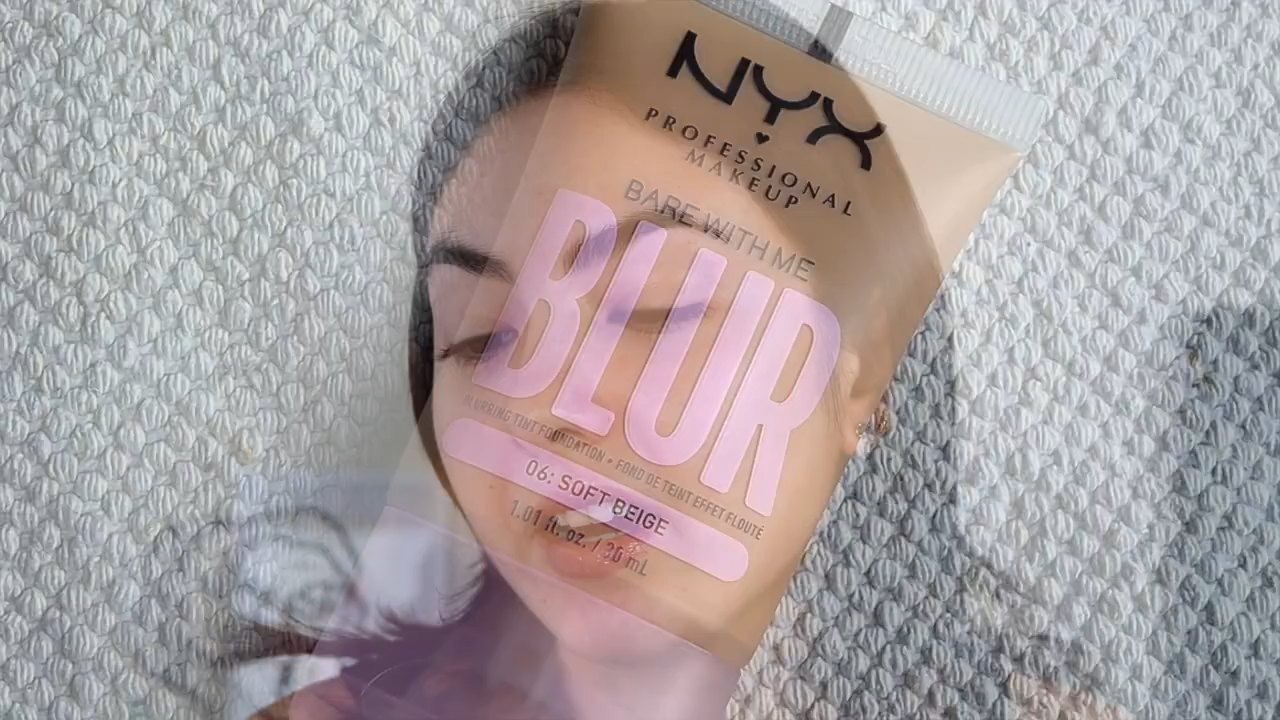 NYX
PROFESSIONAL
MAKEUP
BARE WITH ME
BLUR
BLURRING TINT FOUNDATION • FOND DE TEINT EFFET FLOUTÉ
06: SOFT BEIGE
1.01 fl. oz. / 30 mL